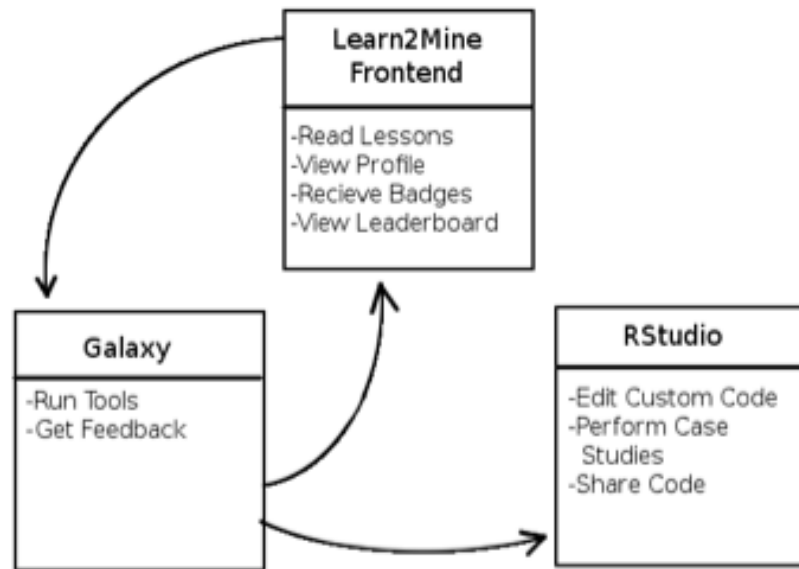 Learn2Mine
Frontend
-Read Lessons
-View Profile
-Recieve Badges
-View Leaderboard
Galaxy
-Run Tools
-Get Feedback
RStudio
-Edit Custom Code
-Perform Case
Studies
-Share Code